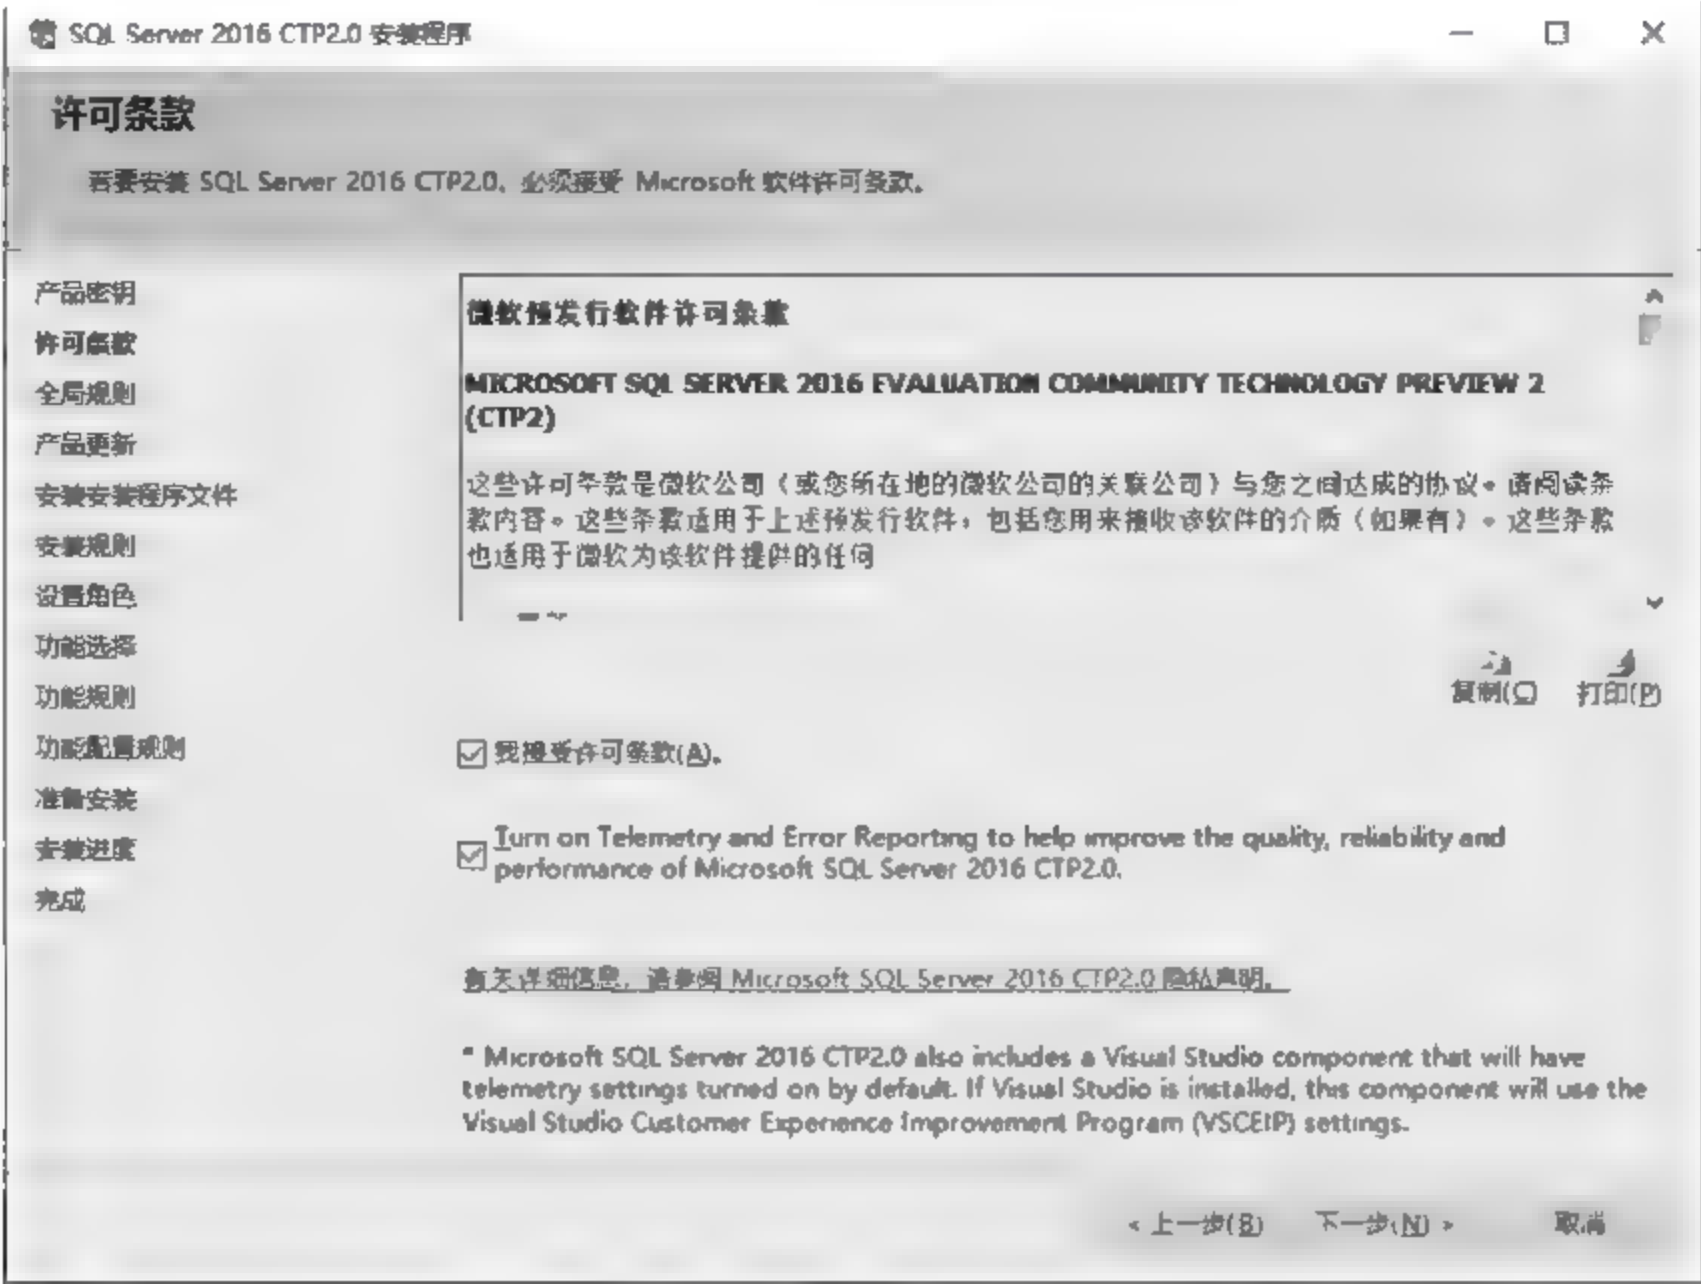 SQL Server 2016 CTP2.0 安装程序
许可条款
若要安装 SQL Server 2016 CTP2.0，必须接受 Microsoft 软件许可条款。
产品密钥
许可条款
全局规则
产品更新
安装安装程序文件
安装规则
设置角色
功能选择
功能规则
功能配置规则
准备安装
安装进度
完成
微软预发行软件许可条款
MICROSOFT SQL SERVER 2016 EVALUATION COMMUNITY TECHNOLOGY PREVIEW 2
(CTP2)
这些许可条款是微软公司（或您所在地的微软公司的关联公司）与您之间达成的协议。请阅读条
款内容。这些条款适用于上述预发行软件，包括您用来接收该软件的介质（如果有）。这些条款
也适用于微软为该软件提供的任何
复制(C)
打印(P)
我接受许可条款(A)。
Turn on Telemetry and Error Reporting to help improve the quality, reliability and
performance of Microsoft SQL Server 2016 CTP2.0.
有关详细信息，请参阅 Microsoft SQL Server 2016 CTP2.0 隐私声明。
* Microsoft SQL Server 2016 CTP2.0 also includes a Visual Studio component that will have
telemetry settings turned on by default. If Visual Studio is installed, this component will use the
Visual Studio Customer Experience Improvement Program (VSCEIP) settings.
< 上一步(B)
下一步(N) >
取消